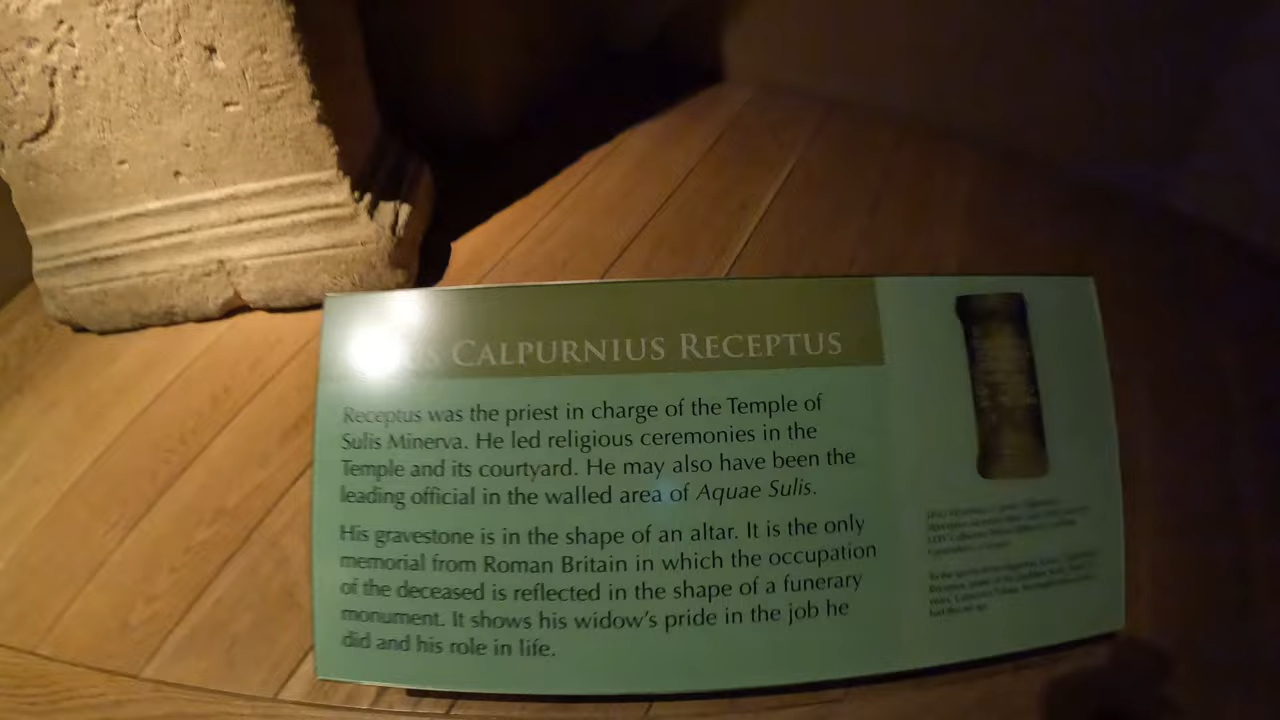 CALPURNIUS RECEPTUS
Receptus was the priest in charge of the Temple of
Sulis Minerva. He led religious ceremonies in the
Temple and its courtyard. He may also have been the
leading official in the walled area of Aquae Sulis.
His gravestone is in the shape of an altar. It is the only
memorial from Roman Britain in which the occupation
of the deceased is reflected in the shape of a funerary
monument. It shows his widow's pride in the job he
did and his role in life.